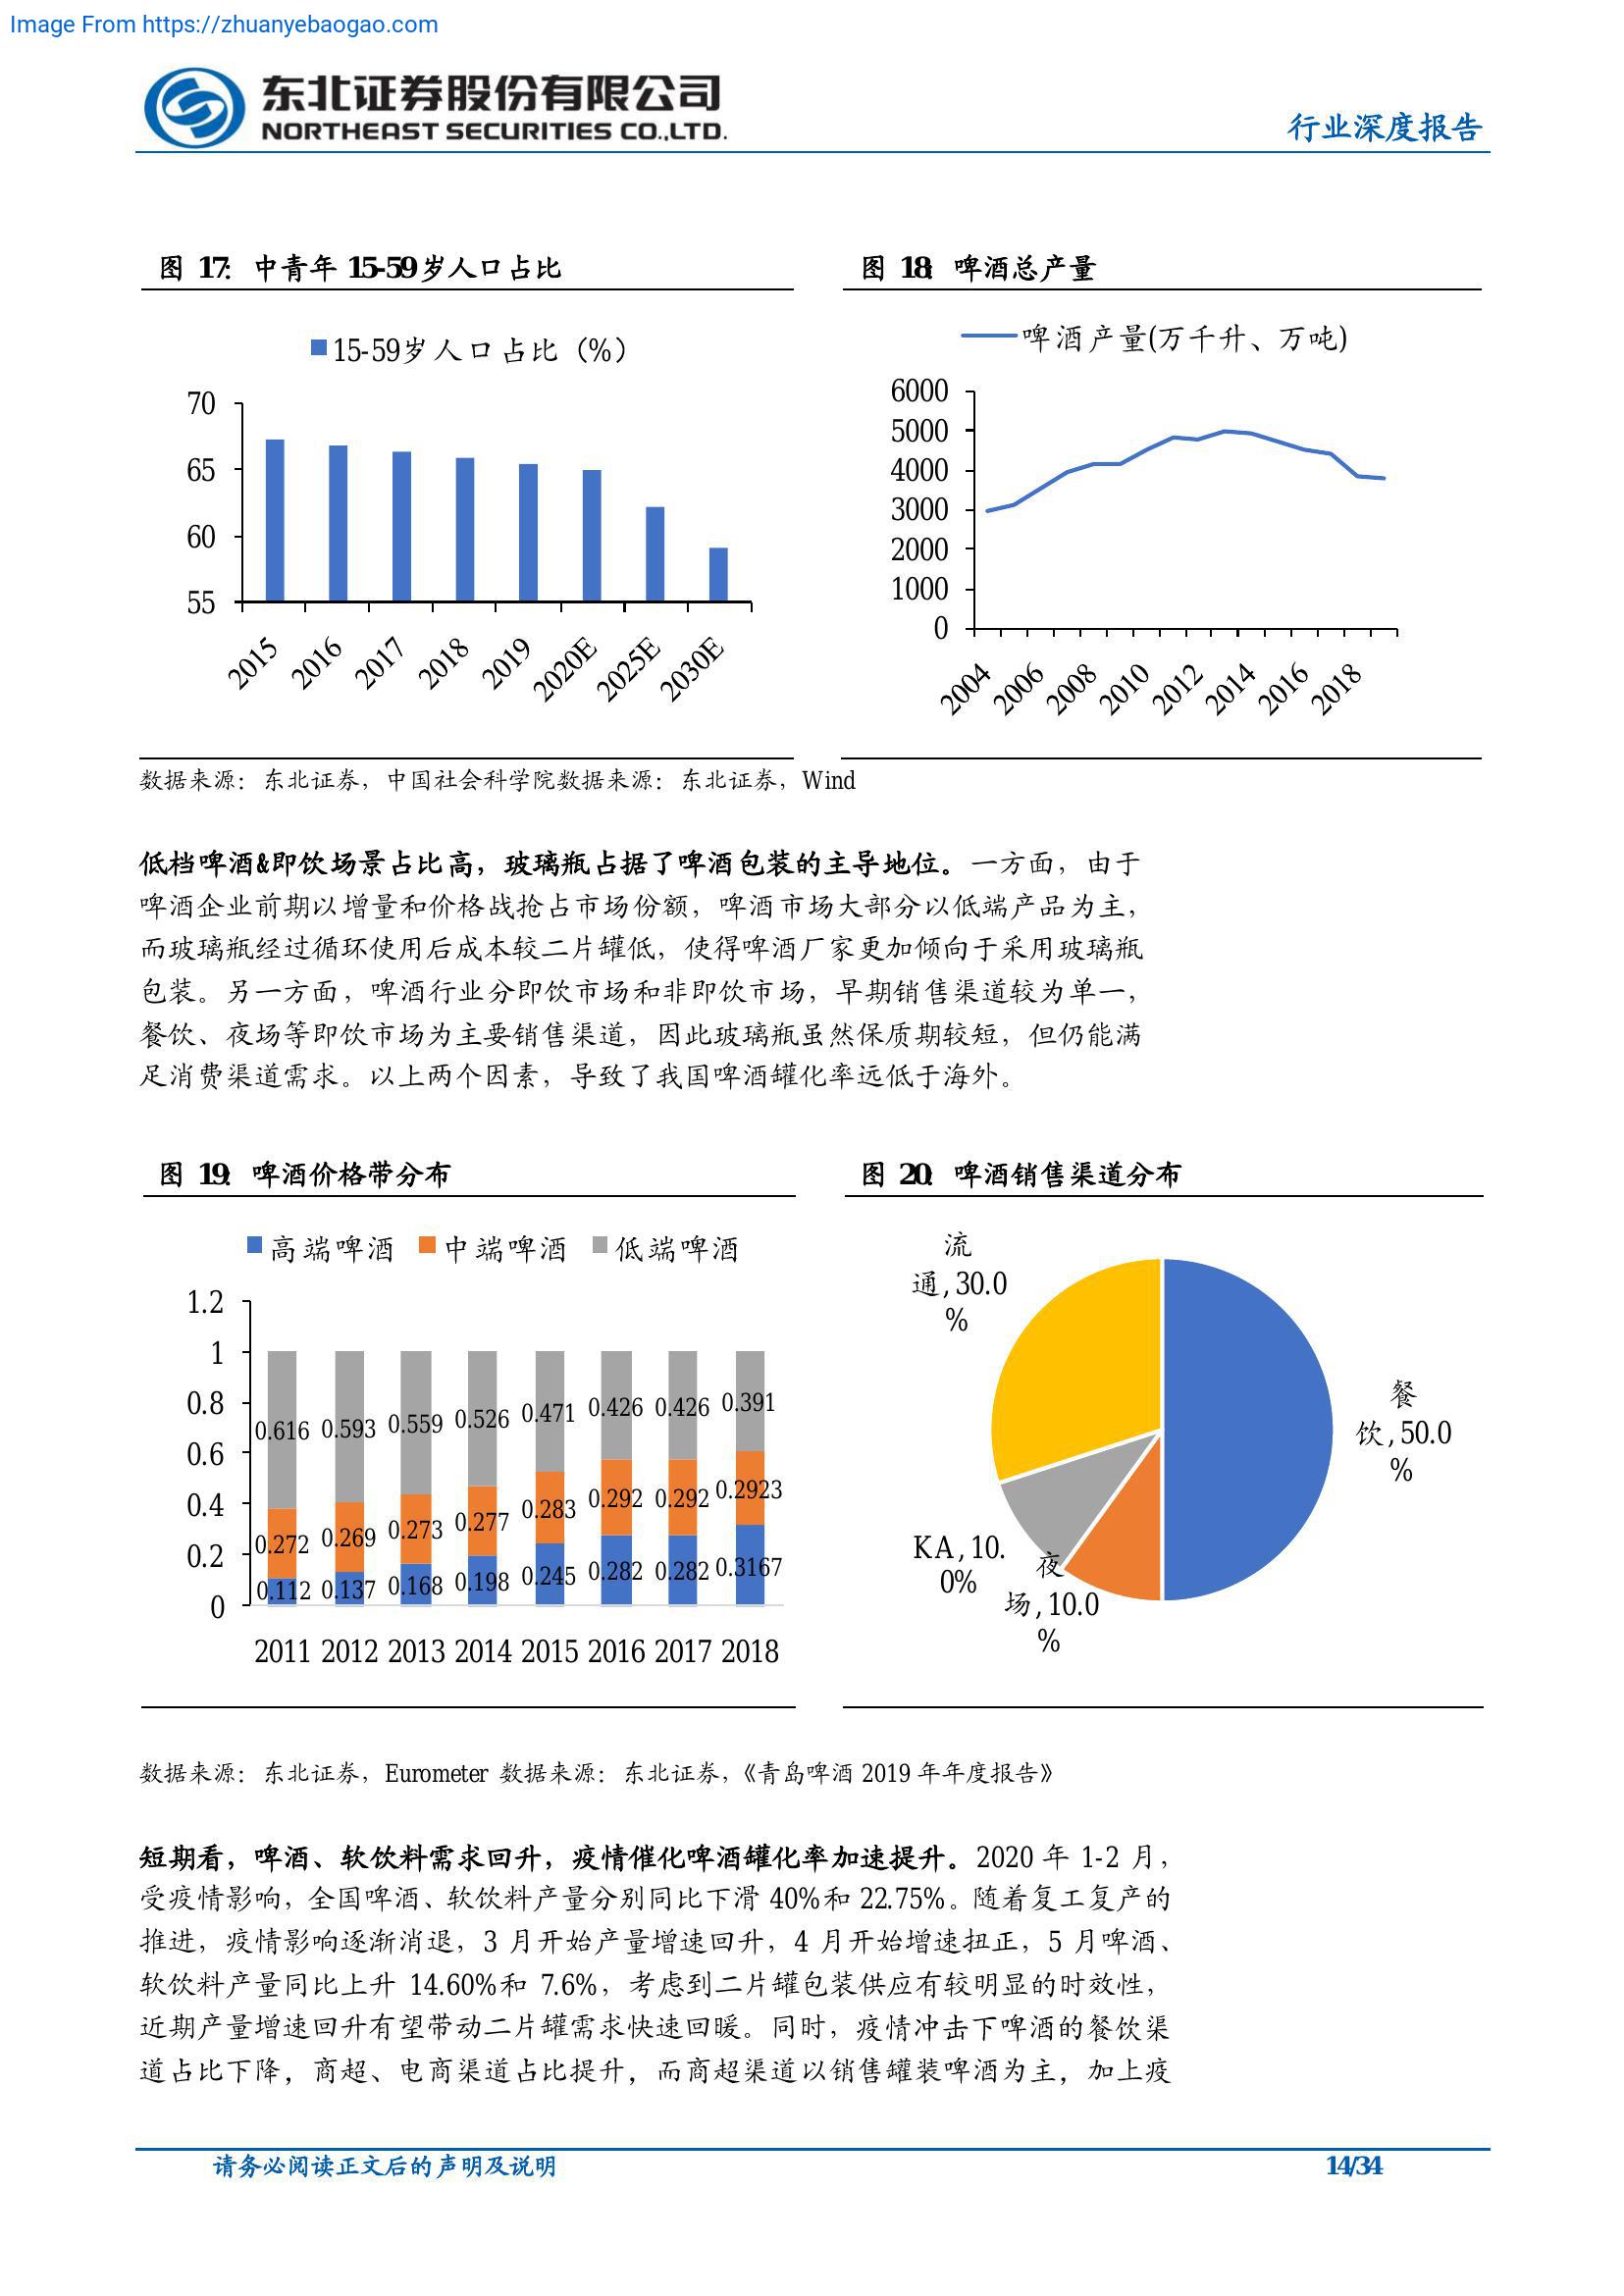 Image From https://zhuanyebaogao.com
东北证券股份有限公司
NORTHEAST SECURITIES CO.,LTD.
行业深度报告
图 17: 中青年 15-59 岁人口占比
15-59岁人口占比（%）
70
65
60
55
2015 2016 2017 2018 2019 2020E 2025E 2030E
图 18: 啤酒总产量
啤酒产量(万千升、万吨)
6000
5000
4000
3000
2000
1000
0
2004 2006 2008 2010 2012 2014 2016 2018
数据来源：东北证券，中国社会科学院数据来源：东北证券，Wind
低档啤酒&即饮场景占比高，玻璃瓶占据了啤酒包装的主导地位。一方面，由于
啤酒企业前期以增量和价格战抢占市场份额，啤酒市场大部分以低端产品为主，
而玻璃瓶经过循环使用后成本较二片罐低，使得啤酒厂家更加倾向于采用玻璃瓶
包装。另一方面，啤酒行业分即饮市场和非即饮市场，早期销售渠道较为单一，
餐饮、夜场等即饮市场为主要销售渠道，因此玻璃瓶虽然保质期较短，但仍能满
足消费渠道需求。以上两个因素，导致了我国啤酒罐化率远低于海外。
图 19: 啤酒价格带分布
高端啤酒 中端啤酒 低端啤酒
1.2
1
0.8
0.6
0.4
0.2
0
0.616 0.593 0.559 0.526 0.471 0.426 0.426 0.391
0.272 0.269 0.273 0.277 0.283 0.292 0.292 0.2923
0.112 0.137 0.168 0.198 0.245 0.282 0.282 0.3167
2011 2012 2013 2014 2015 2016 2017 2018
图 20: 啤酒销售渠道分布
流
通, 30.0
%
餐
饮, 50.0
%
KA, 10.
0%
夜
场, 10.0
%
数据来源：东北证券，Eurometer 数据来源：东北证券，《青岛啤酒 2019 年年度报告》
短期看，啤酒、软饮料需求回升，疫情催化啤酒罐化率加速提升。2020 年 1-2 月，
受疫情影响，全国啤酒、软饮料产量分别同比下滑 40%和 22.75%。随着复工复产的
推进，疫情影响逐渐消退，3 月开始产量增速回升，4 月开始增速扭正，5 月啤酒、
软饮料产量同比上升 14.60%和 7.6%，考虑到二片罐包装供应有较明显的时效性，
近期产量增速回升有望带动二片罐需求快速回暖。同时，疫情冲击下啤酒的餐饮渠
道占比下降，商超、电商渠道占比提升，而商超渠道以销售罐装啤酒为主，加上疫
请务必阅读正文后的声明及说明
14/34